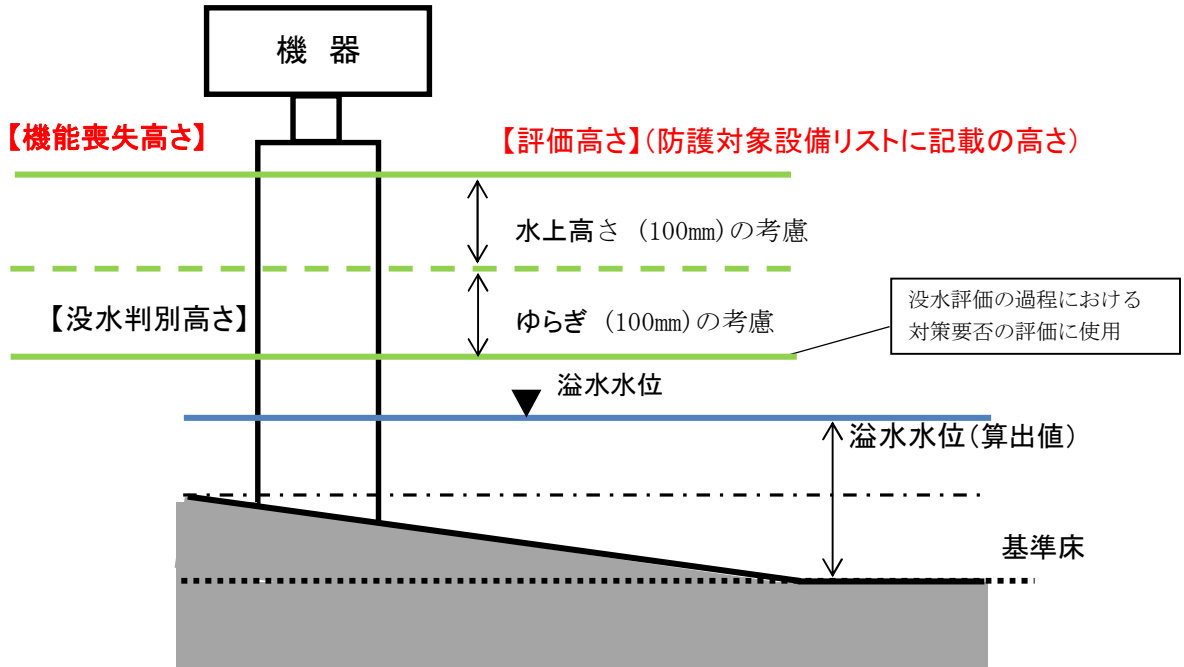 機 器
【機能喪失高さ】
【評価高さ】(防護対象設備リストに記載の高さ)
水上高さ (100mm)の考慮
【没水判別高さ】
ゆらぎ (100mm)の考慮
没水評価の過程における
対策要否の評価に使用
溢水水位
溢水水位(算出値)
基準床